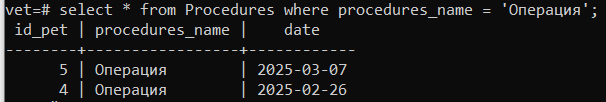 vet=# select * from Procedures where procedures_name = 'Операция';
 id_pet | procedures_name |    date
--------+-----------------+------------
      5 | Операция        | 2025-03-07
      4 | Операция        | 2025-02-26